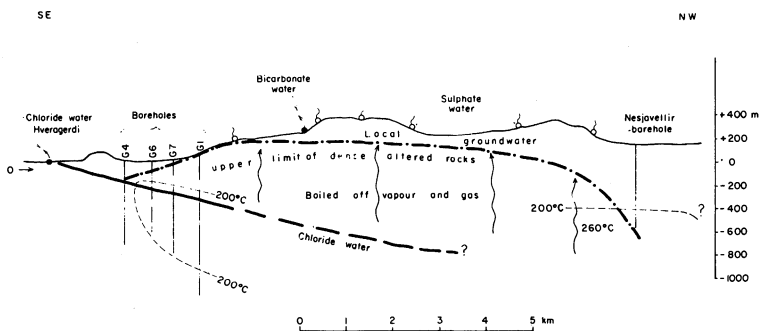 SE
NW
Bicarbonate
water
Sulphate
water
Chloride water
Hveragerdi
Boreholes
Nesjavellir
-borehole
G4
G6
G7
G1
Local
groundwater
upper limit of dense altered rocks
Boiled off vapour and gas
200°C
200°C
200°C
260°C
Chloride water
?
?
0
+400 m
+200
0
-200
-400
-600
-800
-1000
0 1 2 3 4 5 km